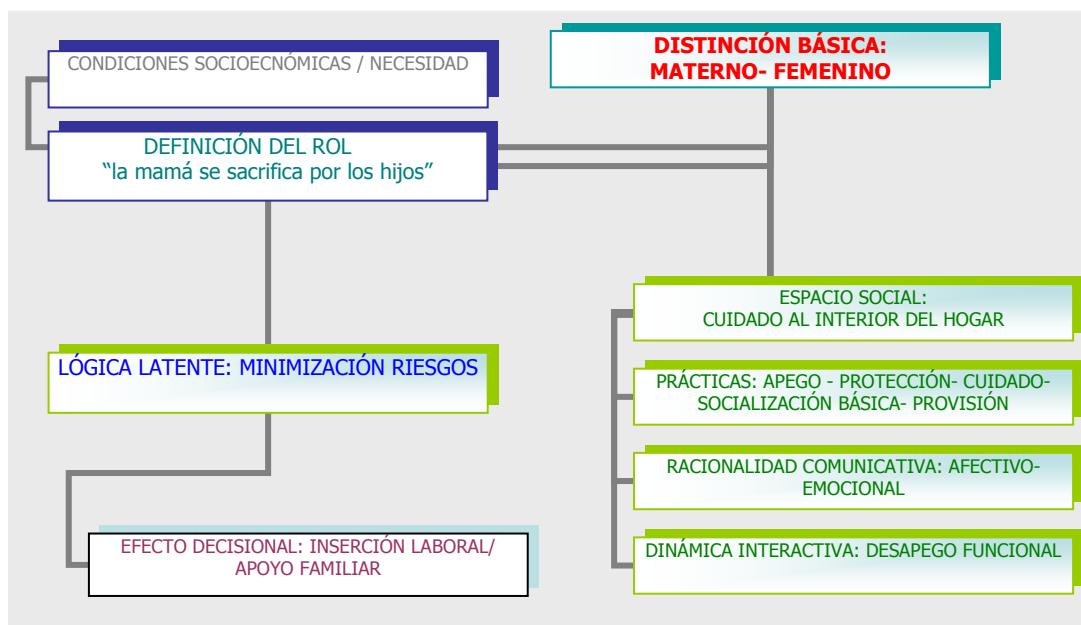 CONDICIONES SOCIOECNÓMICAS / NECESIDAD
DISTINCIÓN BÁSICA:
MATERNO- FEMENINO
DEFINICIÓN DEL ROL
“la mamá se sacrifica por los hijos”
ESPACIO SOCIAL:
CUIDADO AL INTERIOR DEL HOGAR
LÓGICA LATENTE: MINIMIZACIÓN RIESGOS
PRÁCTICAS: APEGO - PROTECCIÓN- CUIDADO-
SOCIALIZACIÓN BÁSICA- PROVISIÓN
RACIONALIDAD COMUNICATIVA: AFECTIVO-
EMOCIONAL
EFECTO DECISIONAL: INSERCIÓN LABORAL/
APOYO FAMILIAR
DINÁMICA INTERACTIVA: DESAPEGO FUNCIONAL